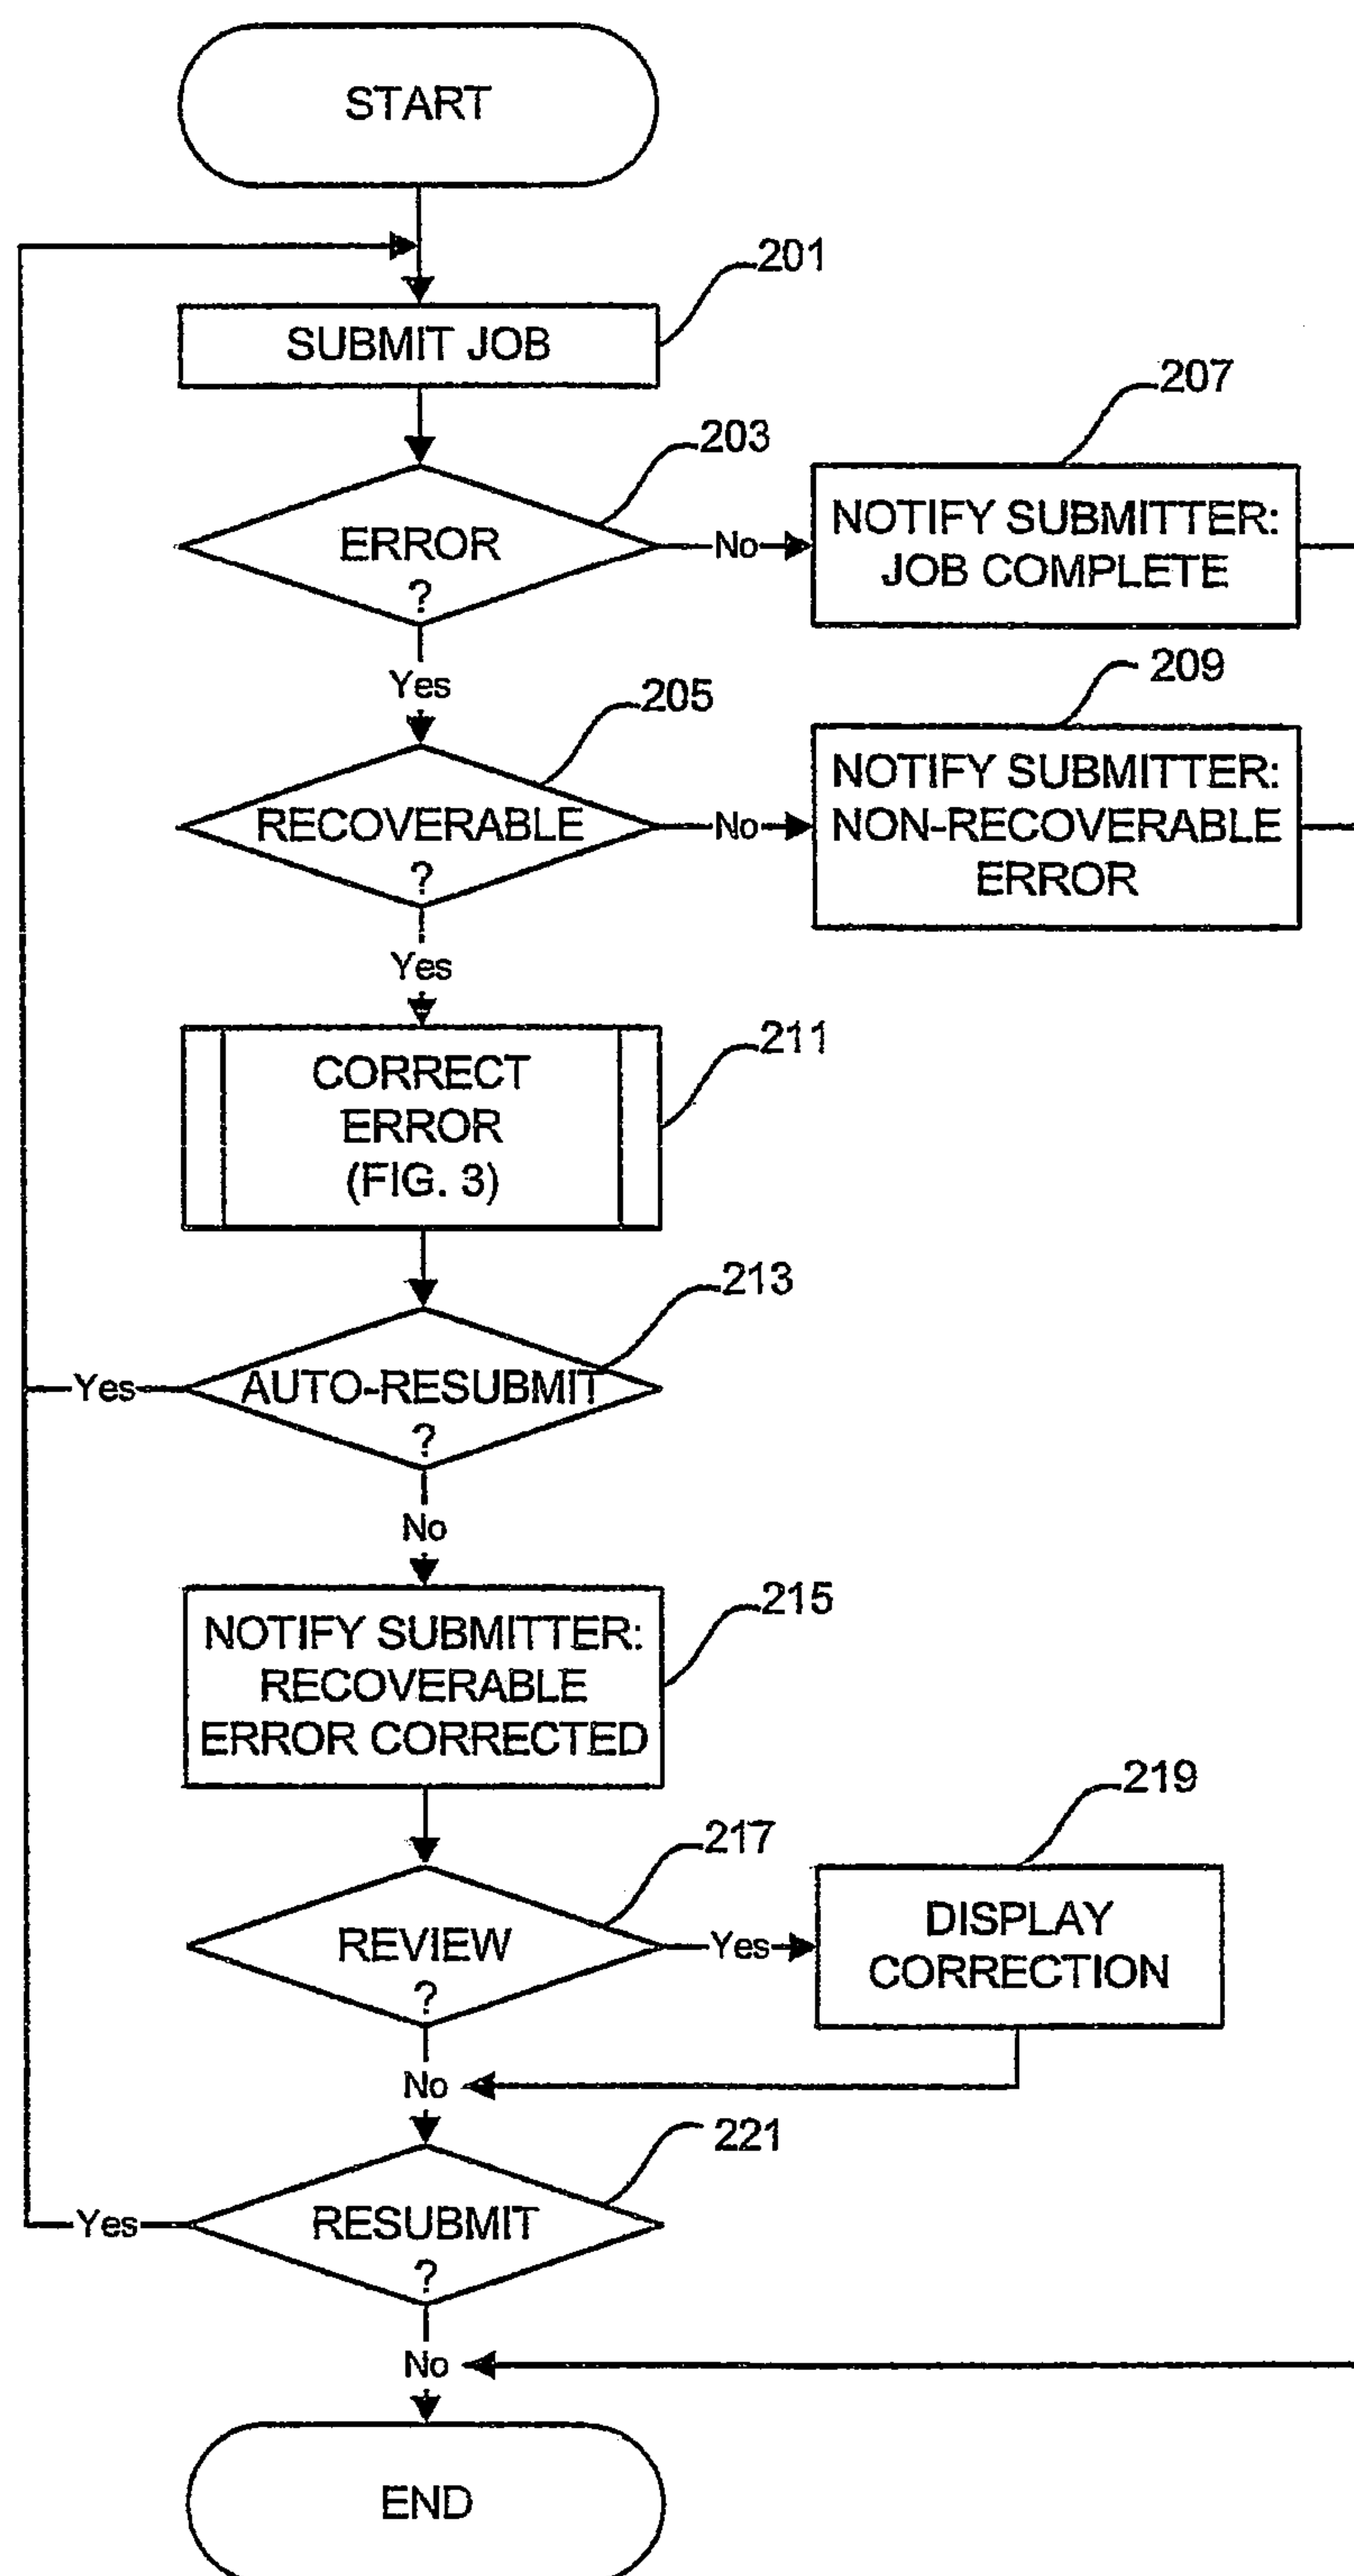 START
201
SUBMIT JOB
207
203
NOTIFY SUBMITTER:
JOB COMPLETE
ERROR
?
No
Yes
209
205
NOTIFY SUBMITTER:
NON-RECOVERABLE
ERROR
RECOVERABLE
?
No
Yes
211
CORRECT
ERROR
(FIG. 3)
213
AUTO-RESUBMIT
?
Yes
No
215
NOTIFY SUBMITTER:
RECOVERABLE
ERROR CORRECTED
219
217
REVIEW
?
Yes
DISPLAY
CORRECTION
No
221
RESUBMIT
?
Yes
No
END